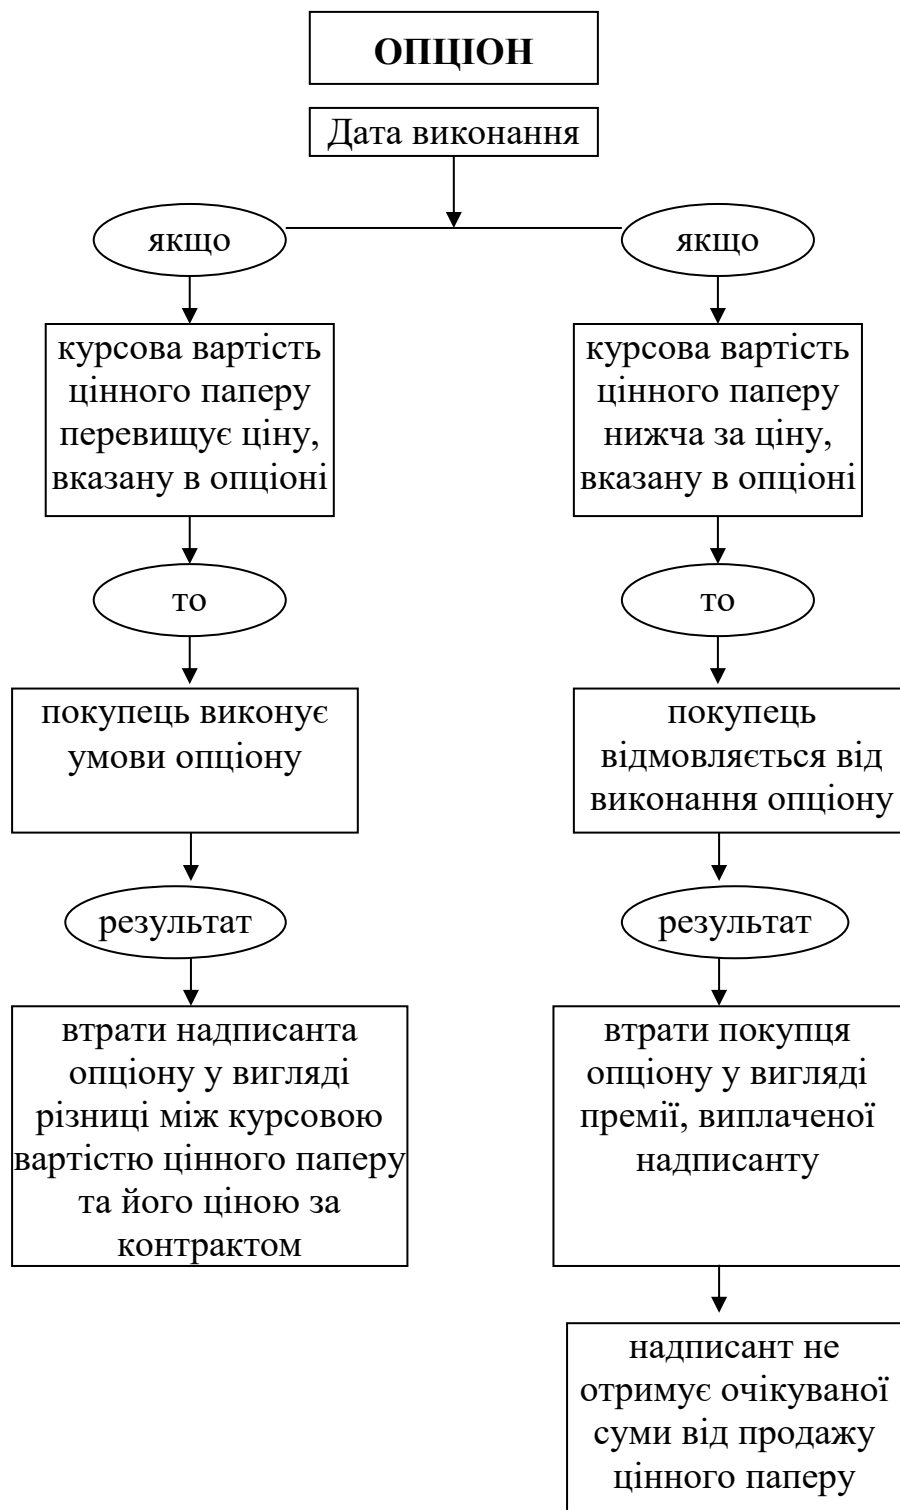 ОПЦІОН
Дата виконання
якщо
якщо
курсова вартість
цінного паперу
перевищує ціну,
вказану в опціоні
курсова вартість
цінного паперу
нижча за ціну,
вказану в опціоні
то
то
покупець виконує
умови опціону
покупець
відмовляється від
виконання опціону
результат
результат
втрати надписанта
опціону у вигляді
різниці між курсовою
вартістю цінного паперу
та його ціною за
контрактом
втрати покупця
опціону у вигляді
премії, виплаченої
надписанту
надписант не
отримує очікуваної
суми від продажу
цінного паперу